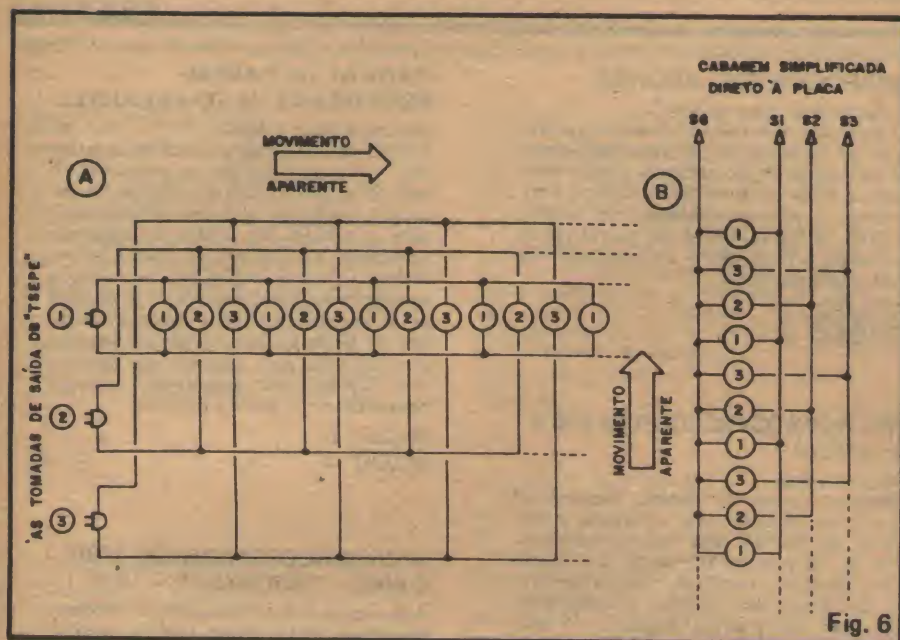 CABAGEM SIMPLIFICADA
DIRETO À PLACA
S6 S1 S2 S3
MOVIMENTO
APARENTE
A
B
"AS TOMADAS DE SAÍDA DO "TSEPE"
1
2
3
1 2 3 1 2 3 1 2 3 1 2 3 1
MOVIMENTO
APARENTE
1
3
2
1
3
2
1
3
2
1
Fig. 6